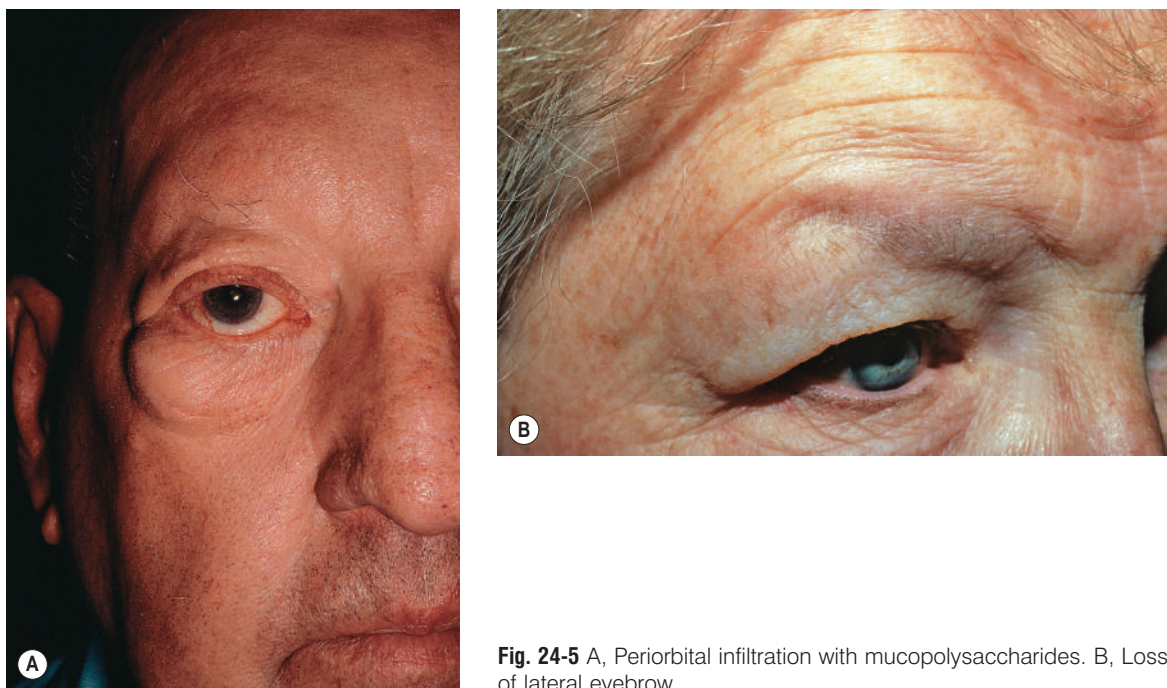 A
B
Fig. 24-5 A, Periorbital infiltration with mucopolysaccharides. B, Loss
of lateral eyebrow